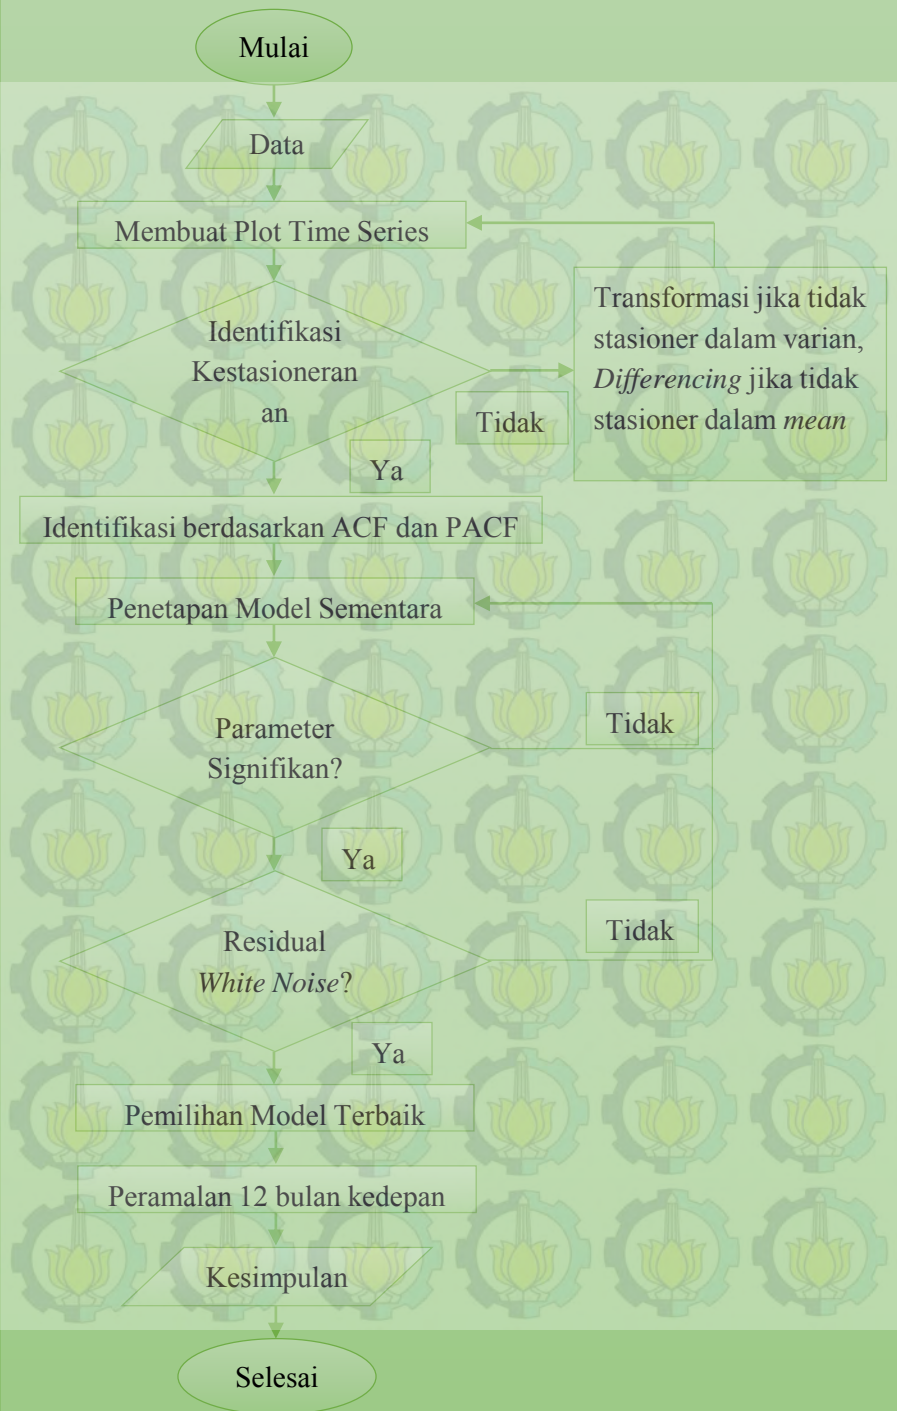 Mulai
Data
Membuat Plot Time Series
Identifikasi
Kestasioneran
an
Tidak
Transformasi jika tidak
stasioner dalam varian,
Differencing jika tidak
stasioner dalam mean
Ya
Identifikasi berdasarkan ACF dan PACF
Penetapan Model Sementara
Parameter
Signifikan?
Tidak
Ya
Residual
White Noise?
Tidak
Ya
Pemilihan Model Terbaik
Peramalan 12 bulan kedepan
Kesimpulan
Selesai